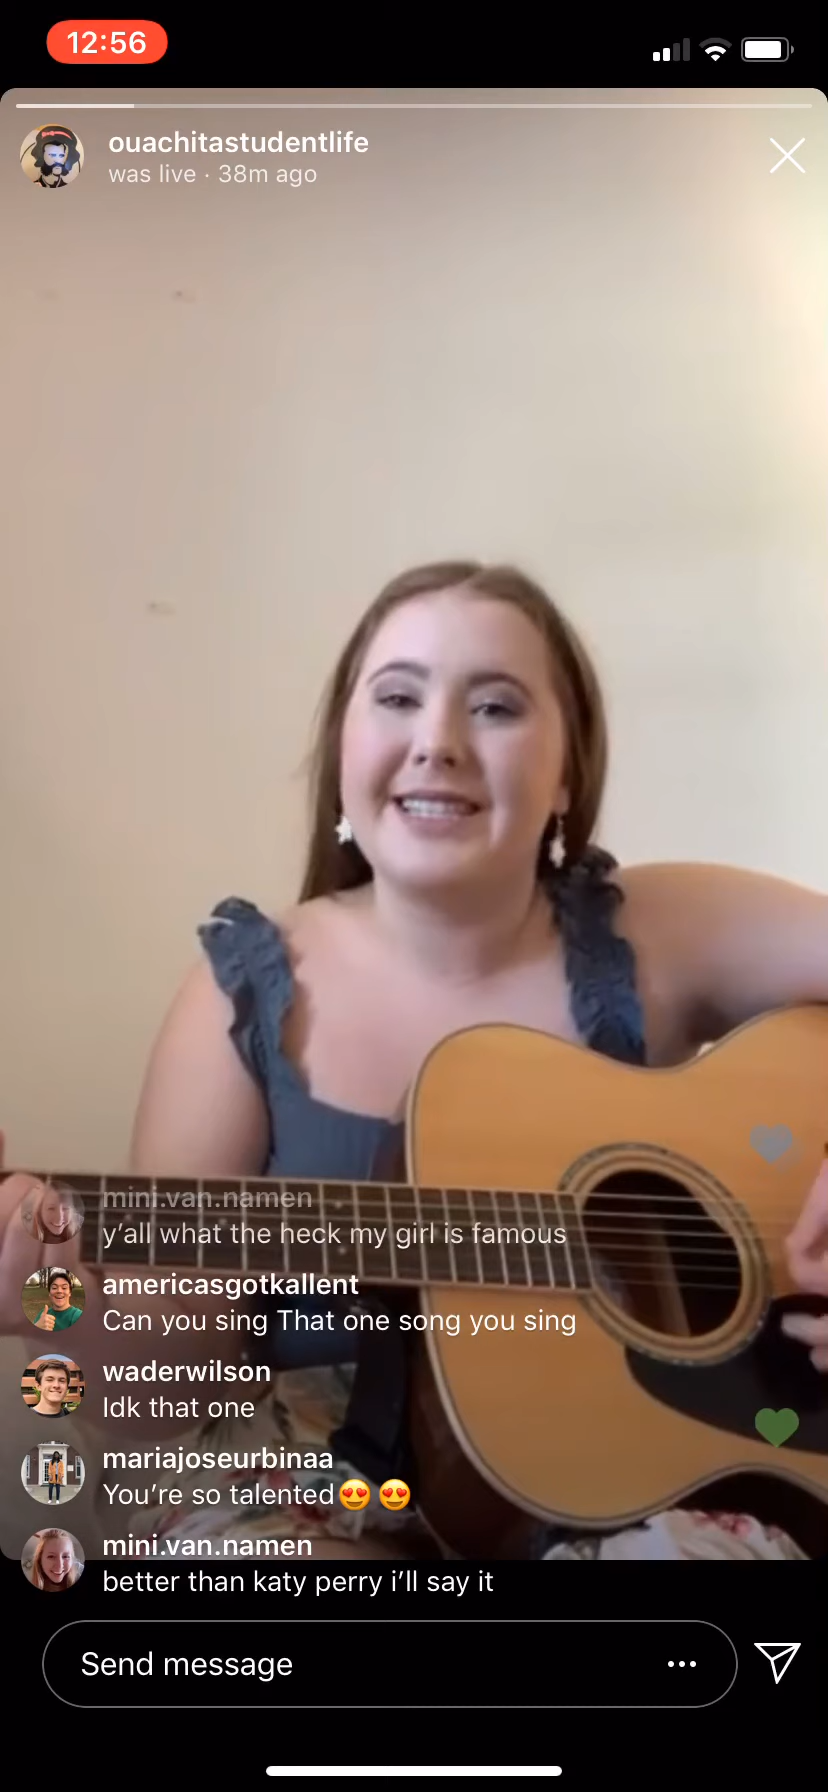 12:56
ouachitastudentlife
was live · 38m ago
mini.van.namen
y’all what the heck my girl is famous
americasgotkallent
Can you sing That one song you sing
waderwilson
Idk that one
mariajoseurbinaa
You’re so talented😍 😍
mini.van.namen
better than katy perry i’ll say it
Send message